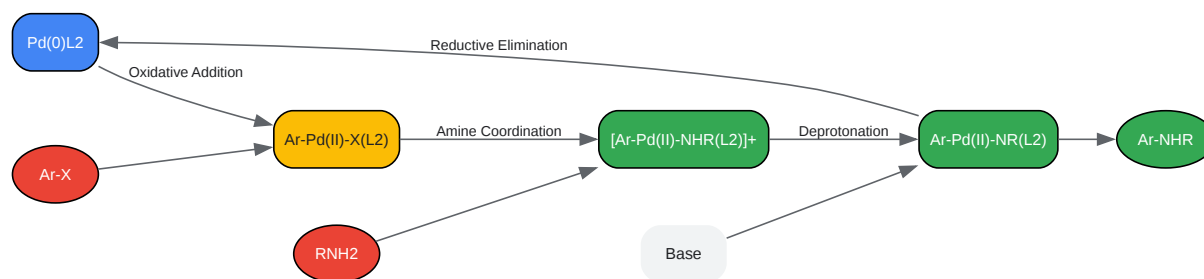 Pd(0)L2
Reductive Elimination
Oxidative Addition
Ar-Pd(II)-X(L2)
Amine Coordination
[Ar-Pd(II)-NHR(L2)]+
Deprotonation
Ar-Pd(II)-NR(L2)
Ar-NHR
Ar-X
RNH2
Base